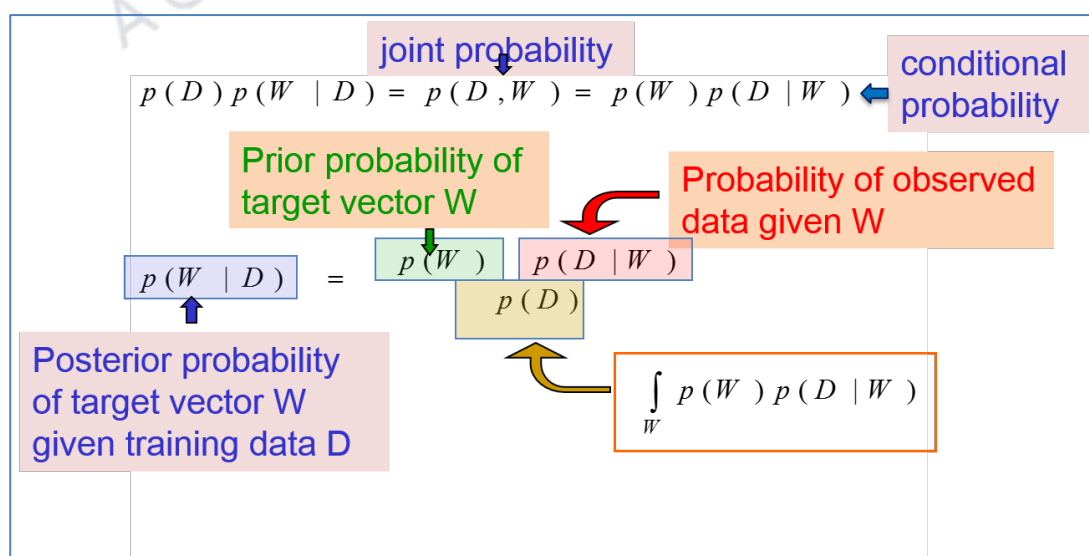 joint probability
p ( D ) p ( W | D ) = p ( D , W ) = p ( W ) p ( D | W )
conditional
probability
Prior probability of
target vector W
Probability of observed
data given W
p ( W | D ) = p ( W ) p ( D | W )
p ( D )
Posterior probability
of target vector W
given training data D
∫ p ( W ) p ( D | W )
W